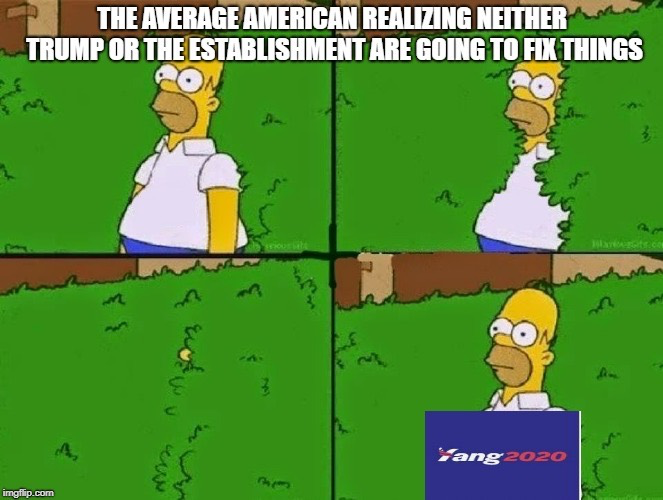 THE AVERAGE AMERICAN REALIZING NEITHER
TRUMP OR THE ESTABLISHMENT ARE GOING TO FIX THINGS
Yang2020
imgflip.com